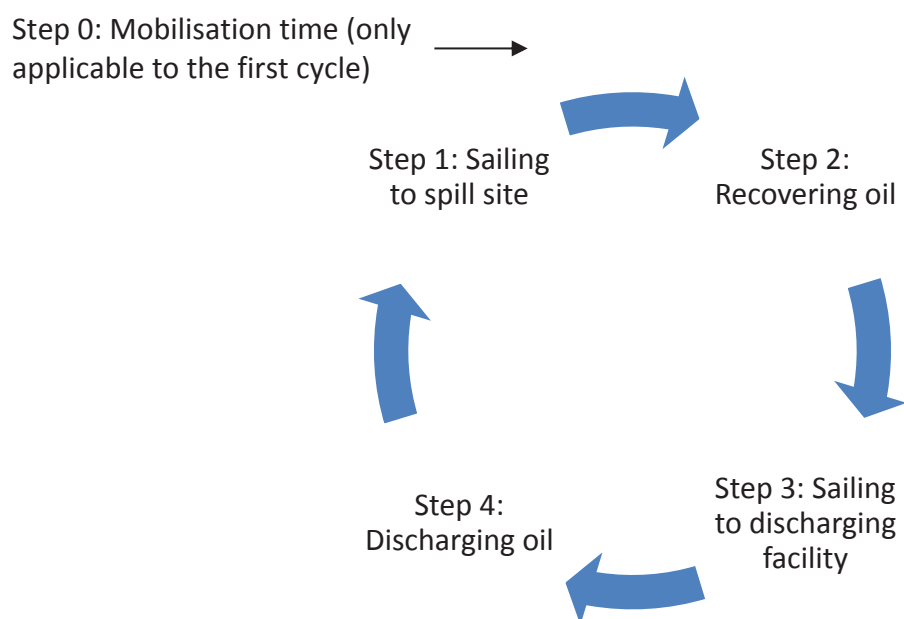 Step 0: Mobilisation time (only
applicable to the first cycle)
Step 1: Sailing
to spill site
Step 2:
Recovering oil
Step 3: Sailing
to discharging
facility
Step 4:
Discharging oil